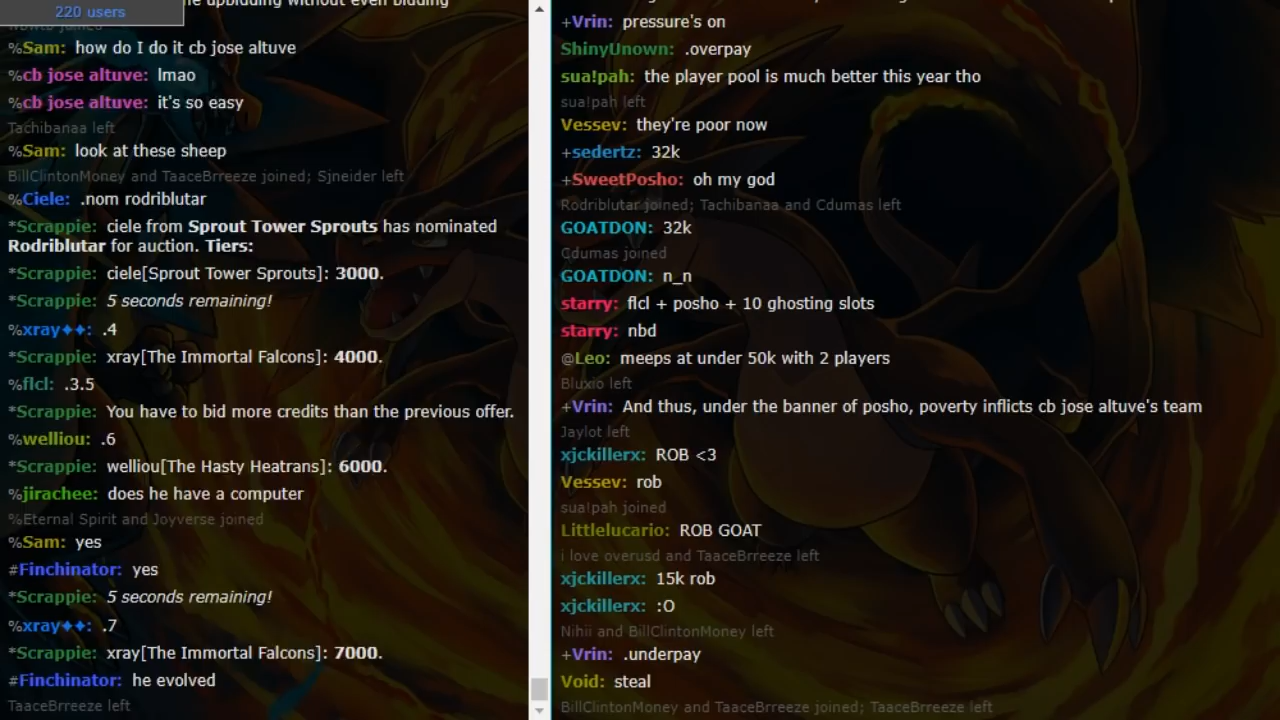 he upbidding without even bidding
220 users
%Sam: how do I do it cb jose altuve
%cb jose altuve: lmao
%cb jose altuve: it's so easy
Tachibanaa left
%Sam: look at these sheep
BillClintonMoney and TaaceBrreeze joined; Sjneider left
%Ciele: .nom rodriblutar
*Scrappie: ciele from Sprout Tower Sprouts has nominated
Rodriblutar for auction. Tiers:
*Scrappie: ciele[Sprout Tower Sprouts]: 3000.
*Scrappie: 5 seconds remaining!
%xray✦✦: .4
*Scrappie: xray[The Immortal Falcons]: 4000.
%flcl: .3.5
*Scrappie: You have to bid more credits than the previous offer.
%welliou: .6
*Scrappie: welliou[The Hasty Heatrans]: 6000.
%jirachee: does he have a computer
%Eternal Spirit and Joyverse joined
%Sam: yes
#Finchinator: yes
*Scrappie: 5 seconds remaining!
%xray✦✦: .7
*Scrappie: xray[The Immortal Falcons]: 7000.
#Finchinator: he evolved
TaaceBrreeze left
+Vrin: pressure's on
ShinyUnown: .overpay
sua!pah: the player pool is much better this year tho
sua!pah left
Vessev: they're poor now
+sedertz: 32k
+SweetPosho: oh my god
Rodriblutar joined; Tachibanaa and Cdumas left
GOATDON: 32k
Cdumas joined
GOATDON: n_n
starry: flcl + posho + 10 ghosting slots
starry: nbd
@Leo: meeps at under 50k with 2 players
Bluxio left
+Vrin: And thus, under the banner of posho, poverty inflicts cb jose altuve's team
Jaylot left
xjckillerx: ROB <3
Vessev: rob
sua!pah joined
Littlelucario: ROB GOAT
i love overusd and TaaceBrreeze left
xjckillerx: 15k rob
xjckillerx: :O
Nihii and BillClintonMoney left
+Vrin: .underpay
Void: steal
BillClintonMoney and TaaceBrreeze joined; TaaceBrreeze left